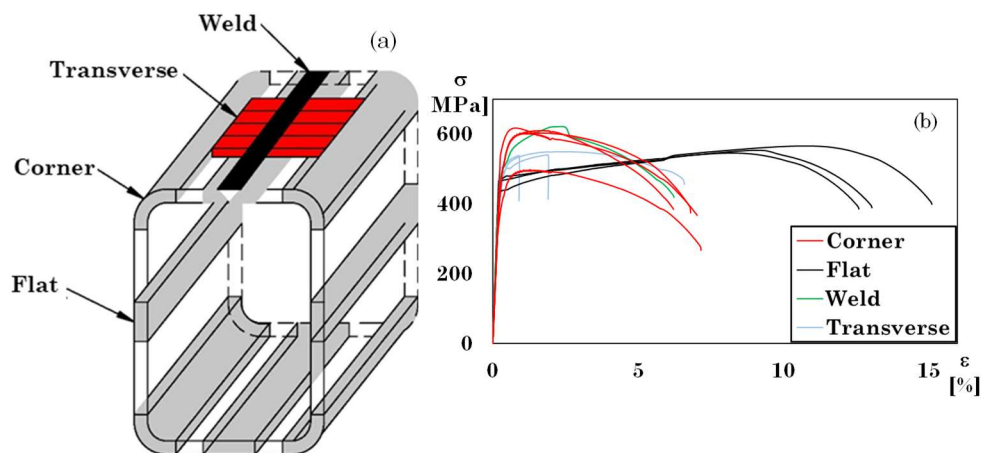 Weld
(a)
Transverse
Corner
Flat
σ
MPa]
(b)
600
400
200
0
0
5
10
15
ε
[%]
Corner
Flat
Weld
Transverse